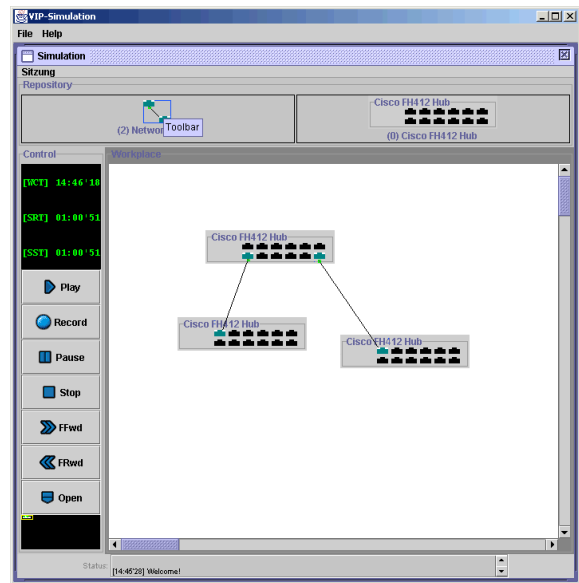 VIP-Simulation
File Help
Simulation
Sitzung
Repository
(2) Networ
Toolbar
Cisco FH412 Hub
(0) Cisco FH412 Hub
Control
Workplace
[WCT] 14:46'18
[SRT] 01:00'51
[SST] 01:00'51
Play
Record
Pause
Stop
FFwd
FRwd
Open
Cisco FH412 Hub
Cisco FH412 Hub
Cisco FH412 Hub
Status:
[14:45'28] Welcome!